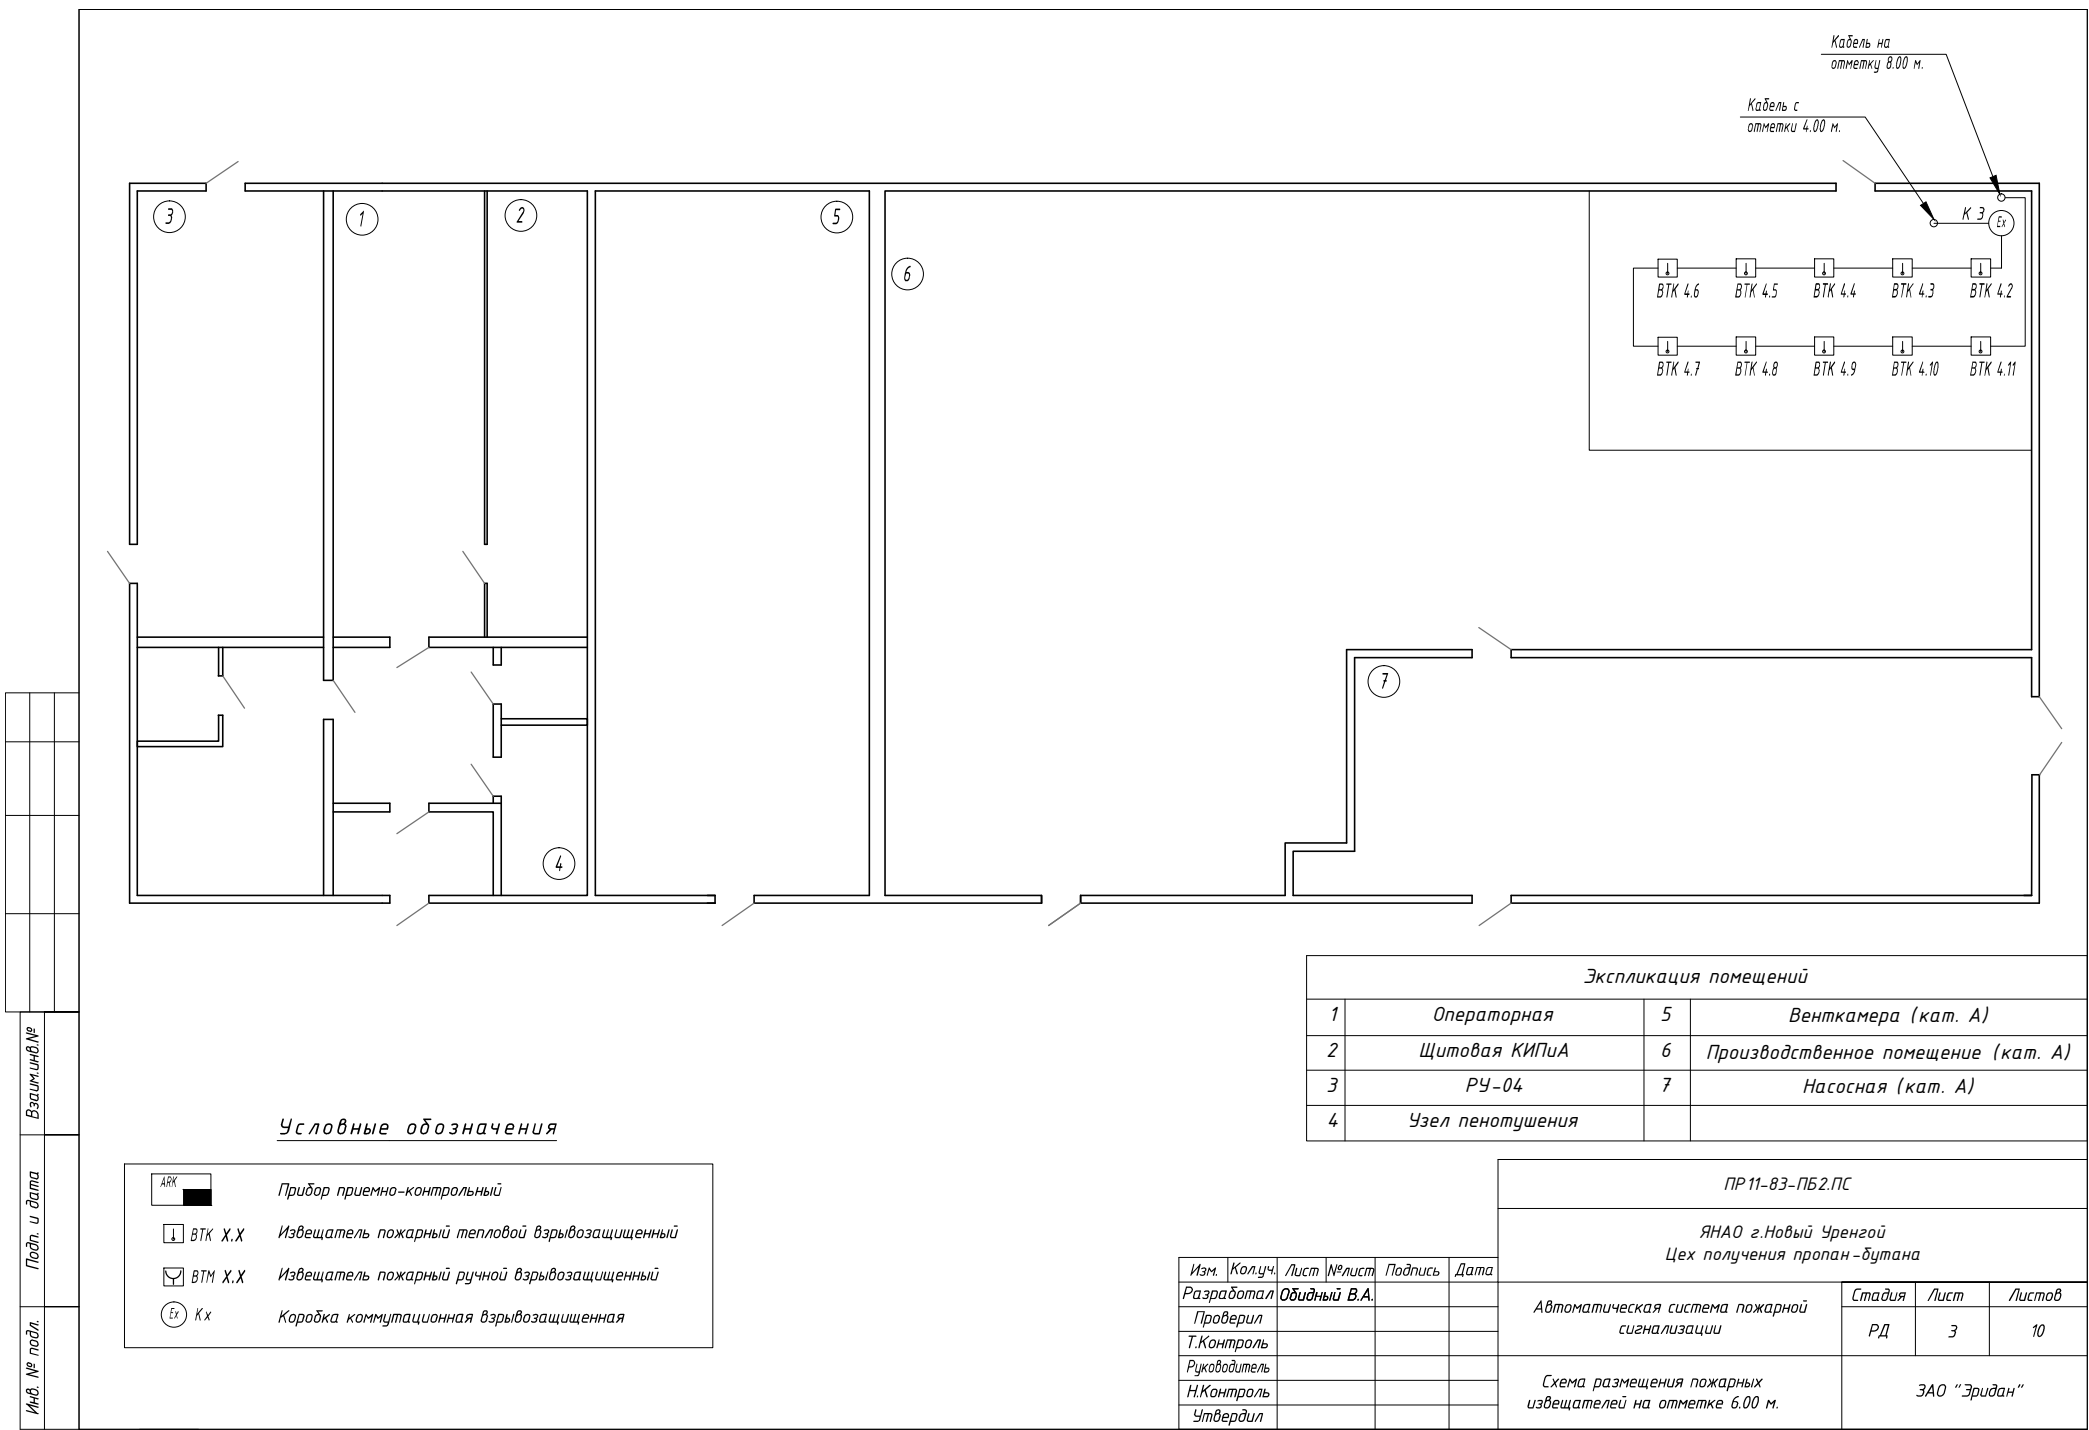 Кабель на
отметку 8.00 м.
Кабель с
отметки 4.00 м.
3
1
2
5
6
К 3
Ex
ВТК 4.6
ВТК 4.5
ВТК 4.4
ВТК 4.3
ВТК 4.2
ВТК 4.7
ВТК 4.8
ВТК 4.9
ВТК 4.10
ВТК 4.11
7
4
Экспликация помещений
1 Операторная 5 Венткамера (кат. А)
2 Щитовая КИПиА 6 Производственное помещение (кат. А)
3 РУ-04 7 Насосная (кат. А)
4 Узел пенотушения
Условные обозначения
ARK Прибор приемно-контрольный
ВТК Х.Х Извещатель пожарный тепловой взрывозащищенный
ВТМ Х.Х Извещатель пожарный ручной взрывозащищенный
Ex Кх Коробка коммутационная взрывозащищенная
Взаим.инв.№
Подп. и дата
Инв. № подл.
ПР11-83-ПБ2.ПС
ЯНАО г.Новый Уренгой
Цех получения пропан-бутана
Изм. Кол.уч. Лист №лист Подпись Дата
Разработал Обидный В.А.
Проверил
Т.Контроль
Руководитель
Н.Контроль
Утвердил
Автоматическая система пожарной
сигнализации
Стадия Лист Листов
РД 3 10
Схема размещения пожарных
извещателей на отметке 6.00 м.
ЗАО "Эридан"